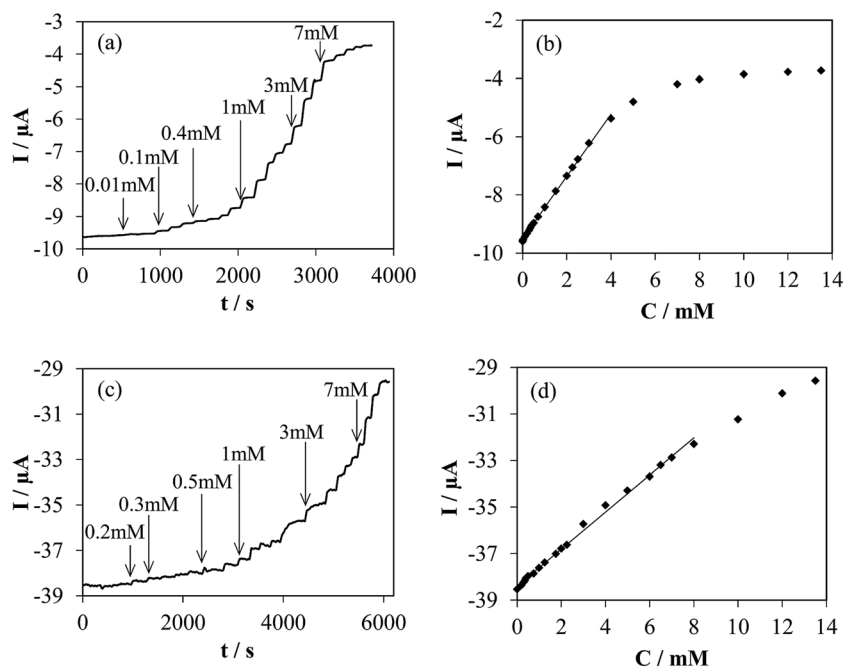 (a)
I / µA
-3
-4
-5
-6
-7
-8
-9
-10
0.01mM
0.1mM
0.4mM
1mM
3mM
7mM
0 1000 2000 3000 4000
t / s
(b)
I / µA
-2
-4
-6
-8
-10
0 2 4 6 8 10 12 14
C / mM
(c)
I / µA
-29
-31
-33
-35
-37
-39
0.2mM
0.3mM
0.5mM
1mM
3mM
7mM
0 2000 4000 6000
t / s
(d)
I / µA
-29
-31
-33
-35
-37
-39
0 2 4 6 8 10 12 14
C / mM